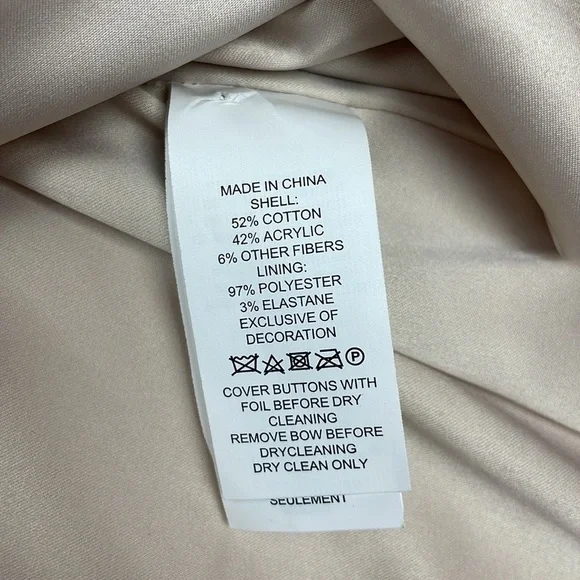 MADE IN CHINA
SHELL:
52% COTTON
42% ACRYLIC
6% OTHER FIBERS
LINING:
97% POLYESTER
3% ELASTANE
EXCLUSIVE OF
DECORATION
P
COVER BUTTONS WITH
FOIL BEFORE DRY
CLEANING
REMOVE BOW BEFORE
DRYCLEANING
DRY CLEAN ONLY
SEULEMENT